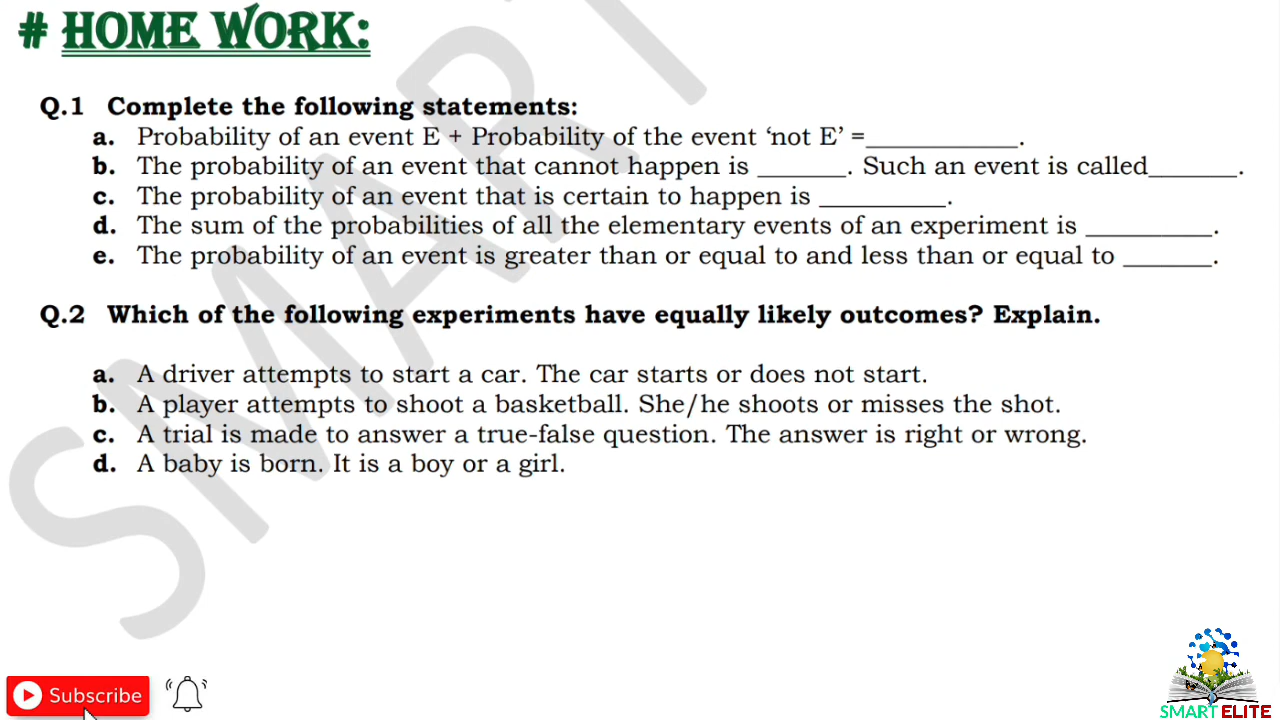 # HOME WORK:
Q.1 Complete the following statements:
a. Probability of an event E + Probability of the event ‘not E’ =____________.
b. The probability of an event that cannot happen is _______. Such an event is called_______.
c. The probability of an event that is certain to happen is __________.
d. The sum of the probabilities of all the elementary events of an experiment is __________.
e. The probability of an event is greater than or equal to and less than or equal to _______.
Q.2 Which of the following experiments have equally likely outcomes? Explain.
a. A driver attempts to start a car. The car starts or does not start.
b. A player attempts to shoot a basketball. She/he shoots or misses the shot.
c. A trial is made to answer a true-false question. The answer is right or wrong.
d. A baby is born. It is a boy or a girl.
SMART
Subscribe
SMART ELITE